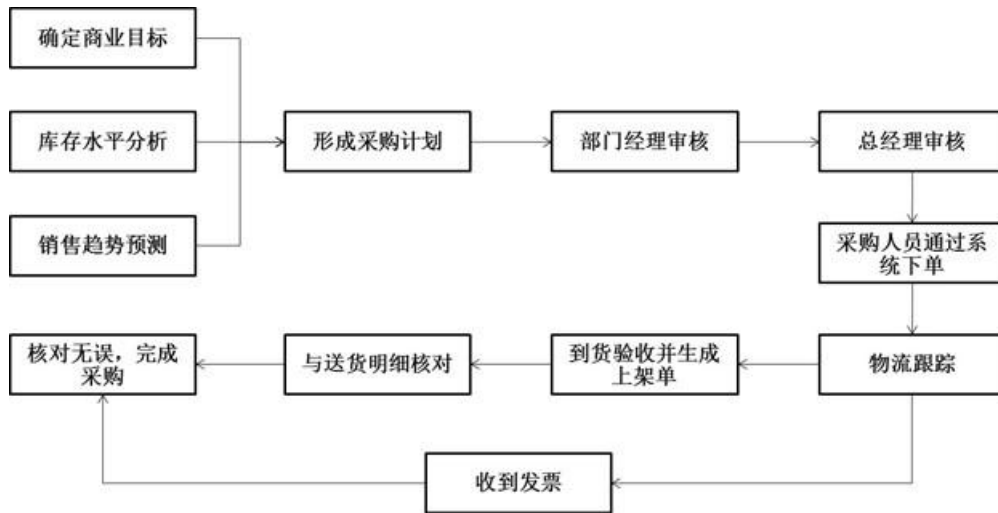 确定商业目标
库存水平分析
形成采购计划
部门经理审核
总经理审核
销售趋势预测
采购人员通过系
统下单
核对无误，完成
采购
与送货明细核对
到货验收并生成
上架单
物流跟踪
收到发票